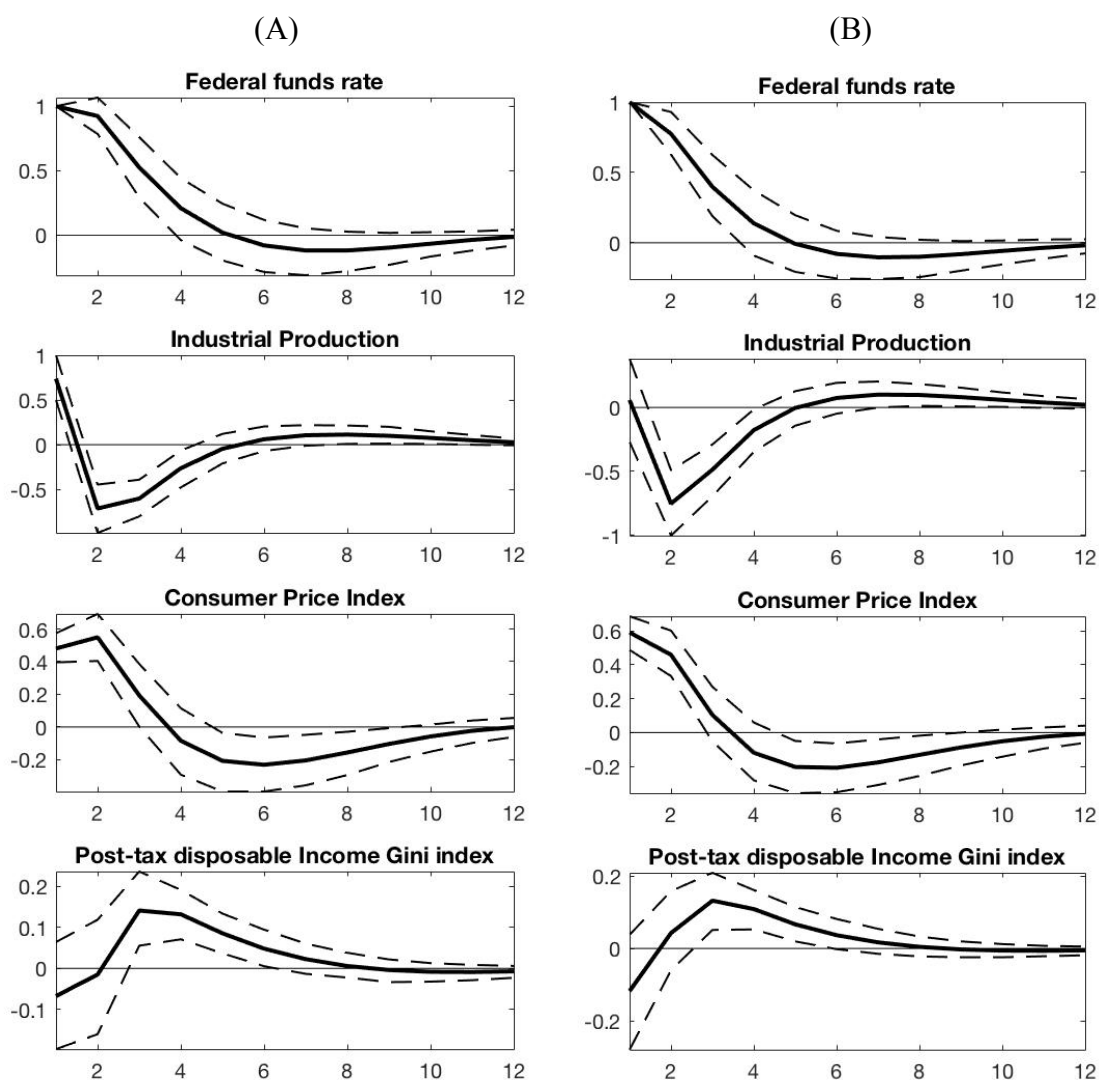 (A) (B)
Federal funds rate
1
0.5
0
2 4 6 8 10 12
Federal funds rate
1
0.5
0
2 4 6 8 10 12
Industrial Production
1
0.5
0
-0.5
2 4 6 8 10 12
Industrial Production
0
-0.5
-1
2 4 6 8 10 12
Consumer Price Index
0.6
0.4
0.2
0
-0.2
2 4 6 8 10 12
Consumer Price Index
0.6
0.4
0.2
0
-0.2
2 4 6 8 10 12
Post-tax disposable Income Gini index
0.2
0.1
0
-0.1
2 4 6 8 10 12
Post-tax disposable Income Gini index
0.2
0
-0.2
2 4 6 8 10 12